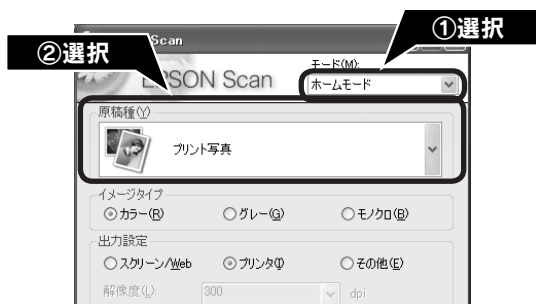 ①選択
②選択
Scan
EPSON Scan
モード(M):
ホームモード
原稿種(Y)
プリント写真
イメージタイプ
カラー(R) グレー(G) モノクロ(B)
出力設定
スクリーン/Web プリンタ(I) その他(E)
解像度(L): 300 dpi